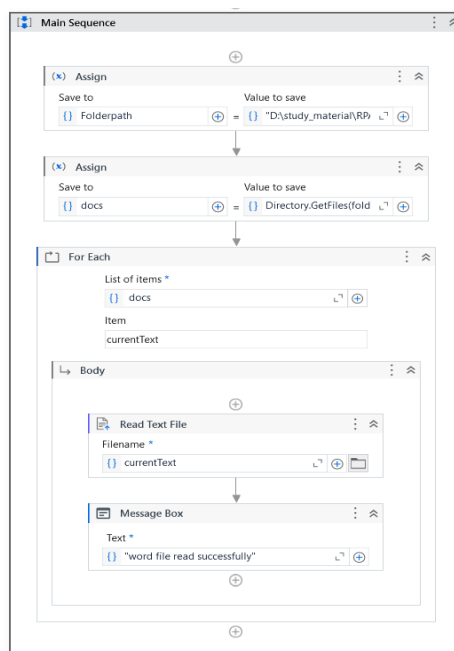 Main Sequence
(x) Assign
Save to Value to save
{} Folderpath = {} "D:\study_material\RPA
(x) Assign
Save to Value to save
{} docs = {} Directory.GetFiles(fold
For Each
List of items *
{} docs
Item
currentText
Body
Read Text File
Filename *
{} currentText
Message Box
Text *
{} "word file read successfully"